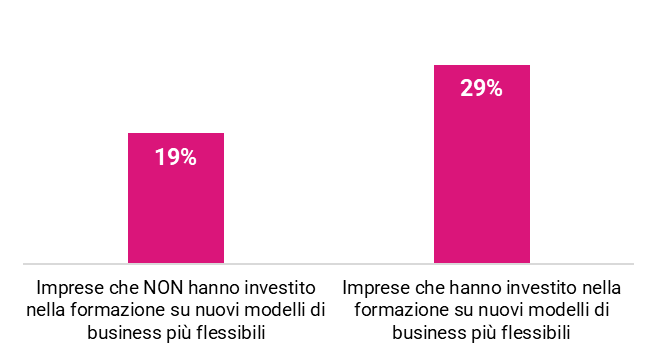 19%
29%
Imprese che NON hanno investito
nella formazione su nuovi modelli di
business più flessibili
Imprese che hanno investito nella
formazione su nuovi modelli di
business più flessibili